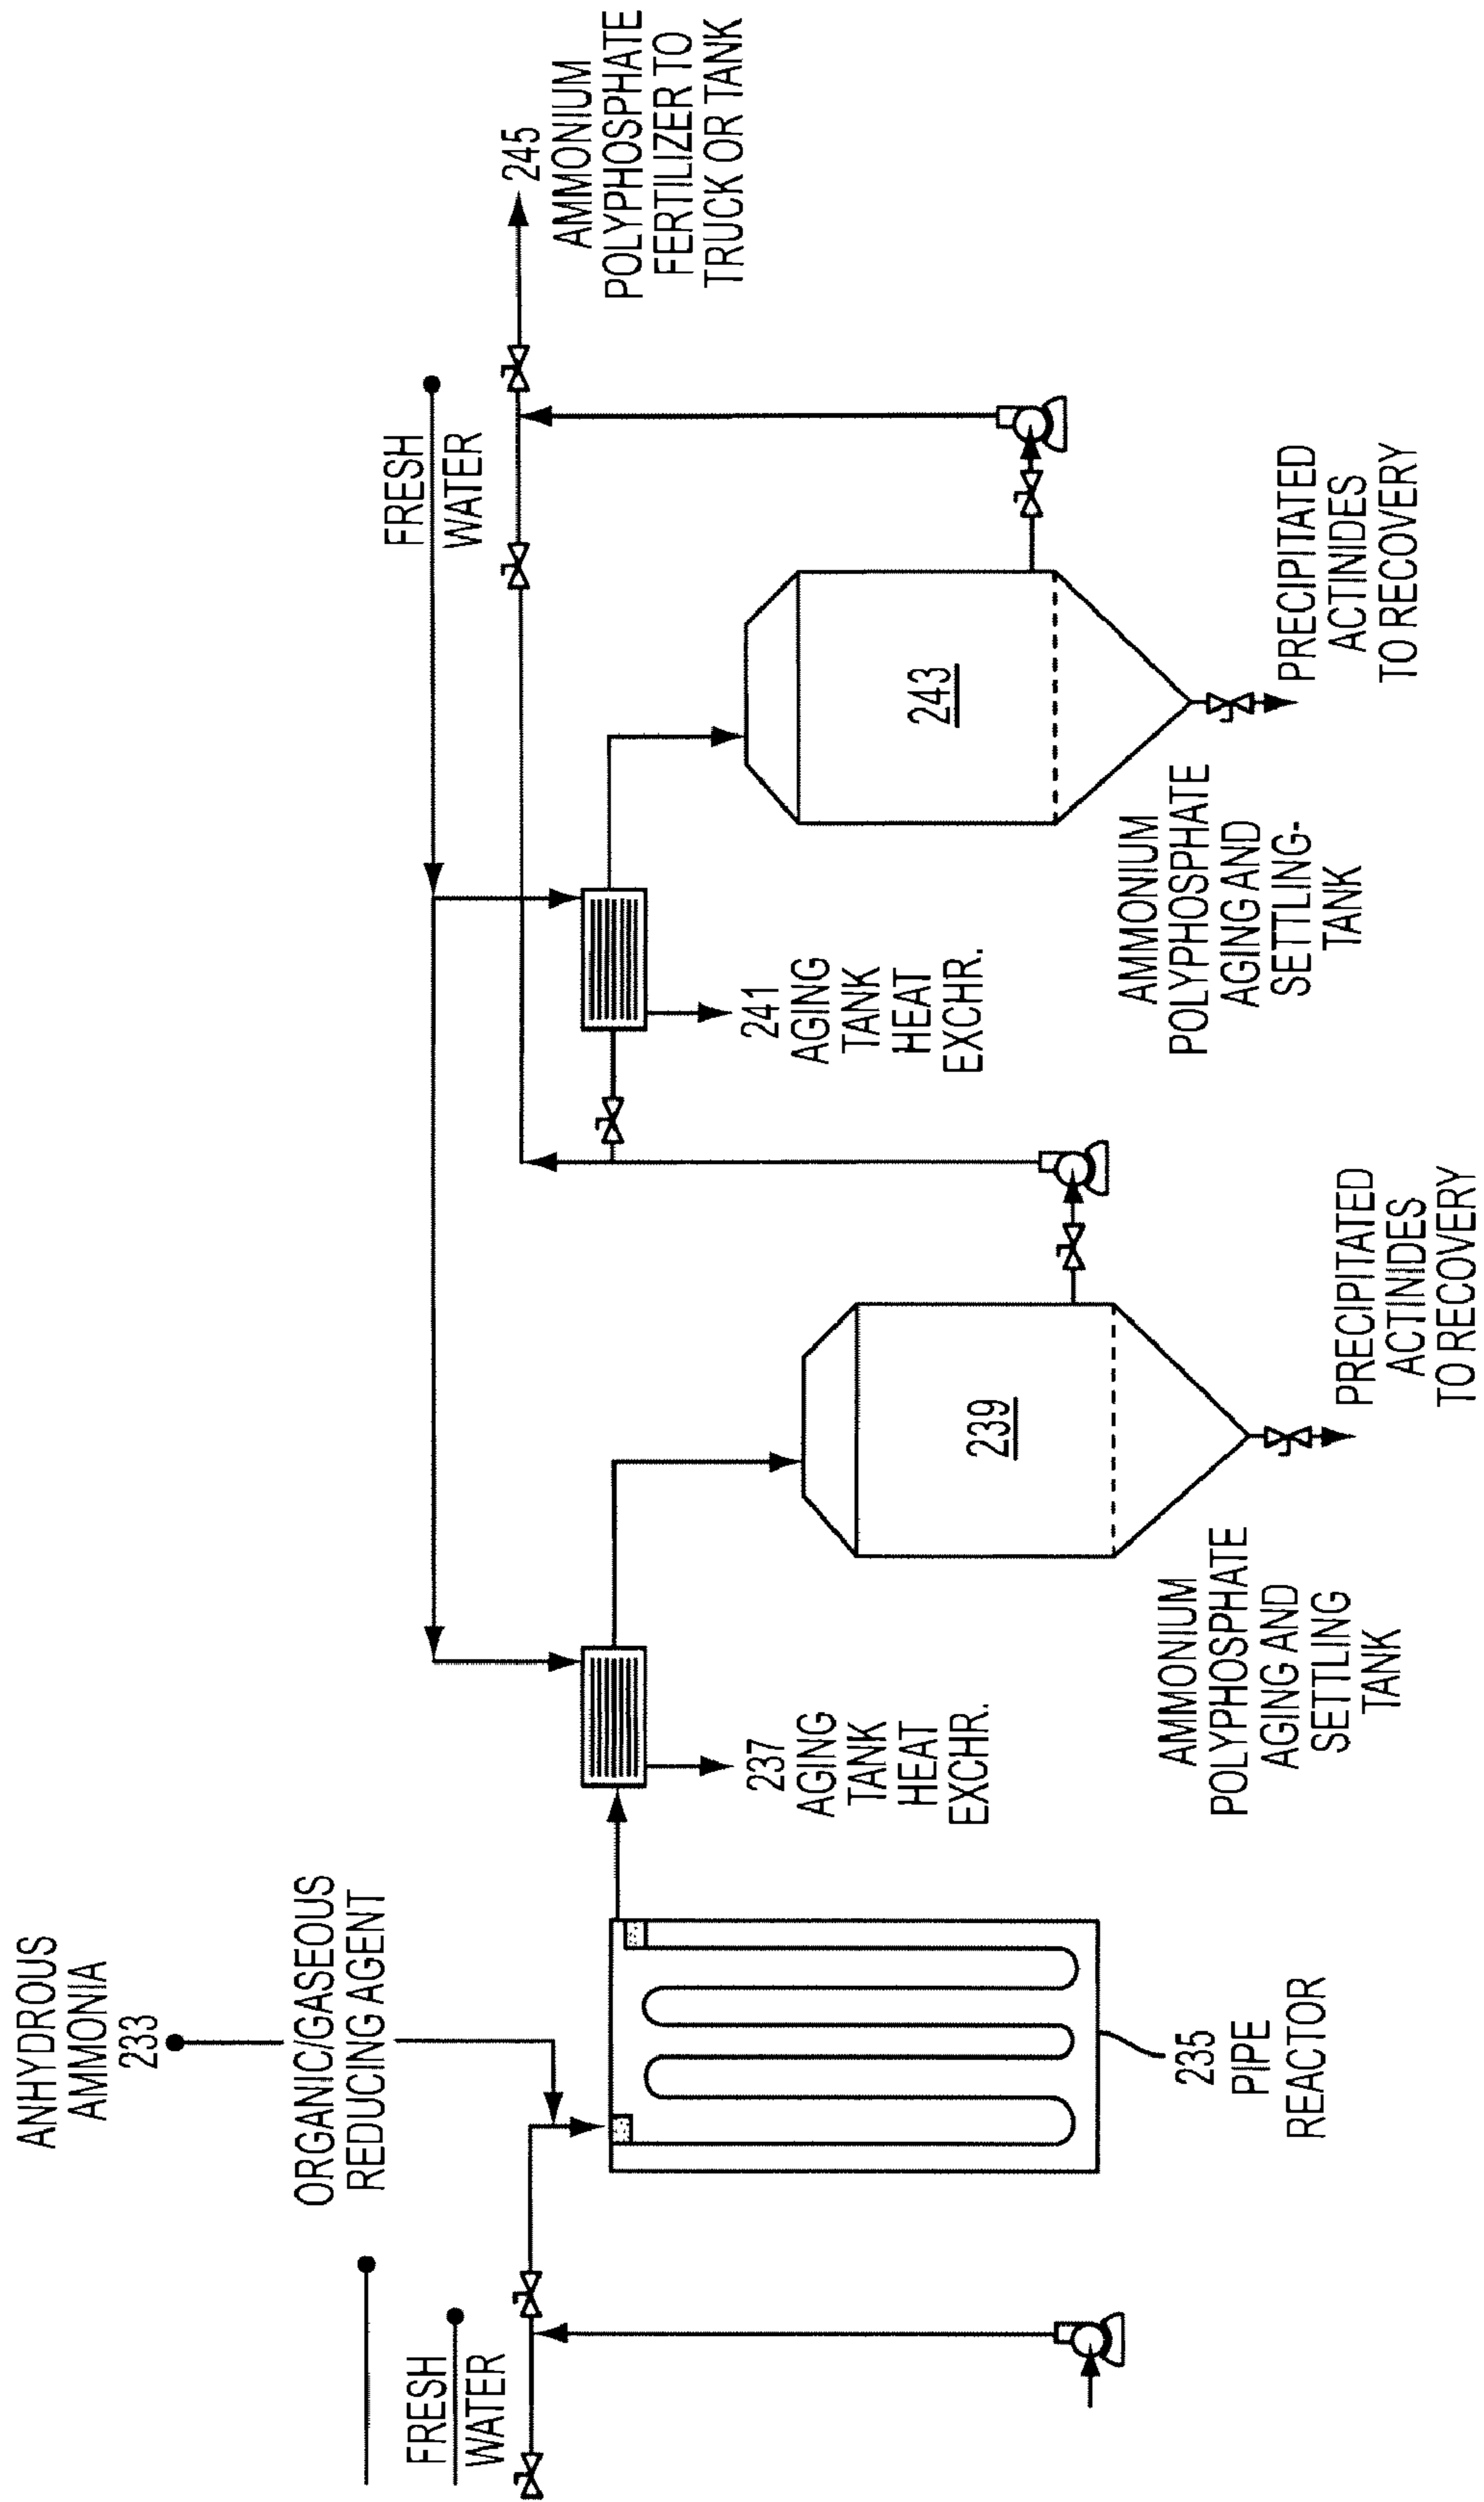 ANHYDROUS
AMMONIA
233
ORGANIC/GASEOUS
REDUCING AGENT
FRESH
WATER
235
PIPE
REACTOR
237
AGING
TANK
HEAT
EXCHR.
239
AMMONIUM
POLYPHOSPHATE
AGING AND
SETTLING
TANK
PRECIPITATED
ACTINIDES
TO RECOVERY
241
AGING
TANK
HEAT
EXCHR.
243
AMMONIUM
POLYPHOSPHATE
AGING AND
SETTLING-
TANK
PRECIPITATED
ACTINIDES
TO RECOVERY
FRESH
WATER
245
AMMONIUM
POLYPHOSPHATE
FERTILIZER TO
TRUCK OR TANK